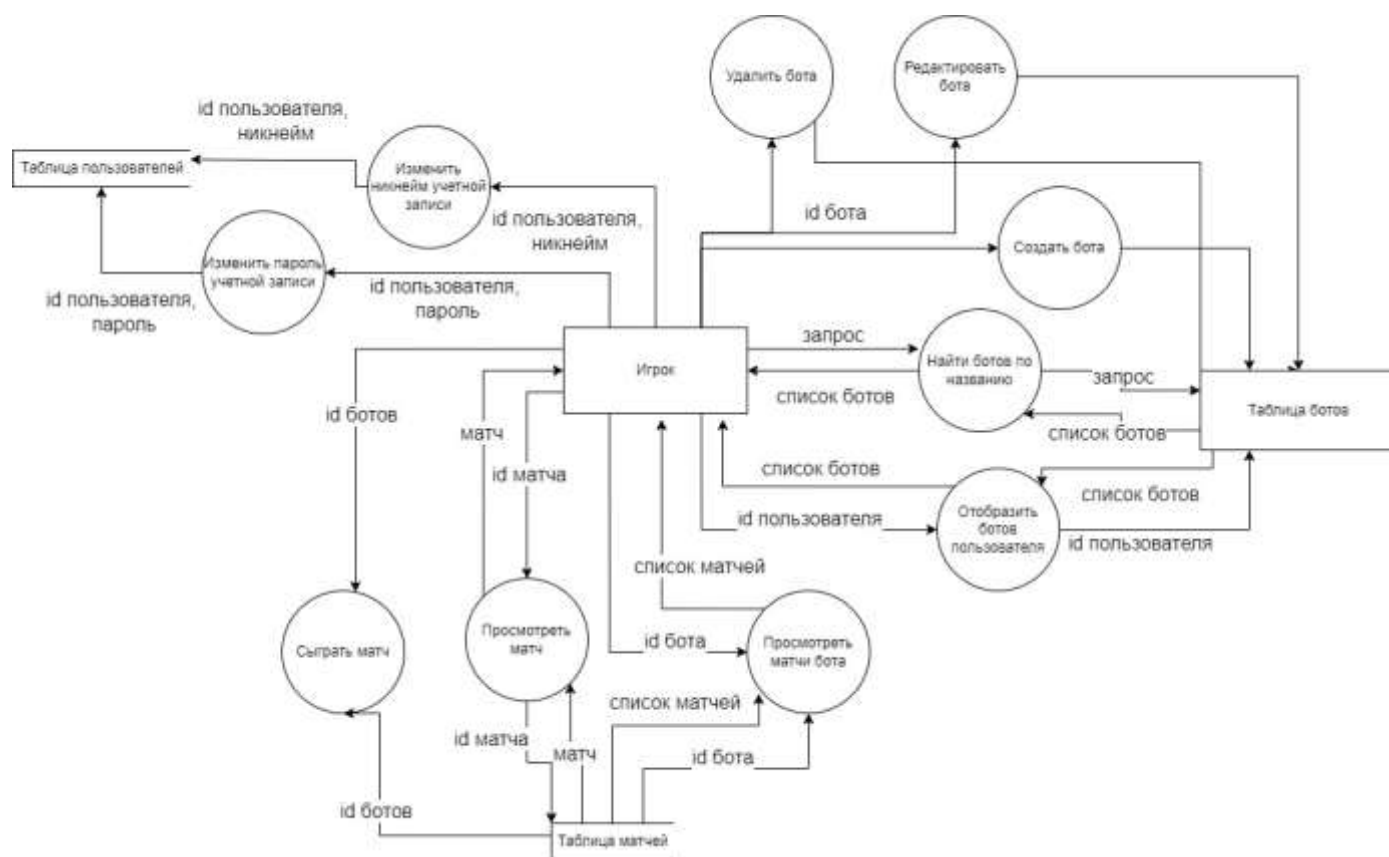 Удалить бота
Редактировать
бота
id пользователя,
никнейм
Таблица пользователей
Изменить
никнейм учетной
записи
id пользователя,
никнейм
id бота
Создать бота
Изменить пароль
учетной записи
id пользователя,
пароль
id пользователя,
пароль
запрос
Игрок
Найти ботов по
названию
запрос
список ботов
Таблица ботов
id ботов
матч
список ботов
id матча
список ботов
список ботов
id пользователя
Отобразить
ботов
пользователя
id пользователя
список матчей
Сыграть матч
Просмотреть
матч
id бота
Просмотреть
матчи бота
список матчей
id матча
матч
id бота
id ботов
Таблица матчей